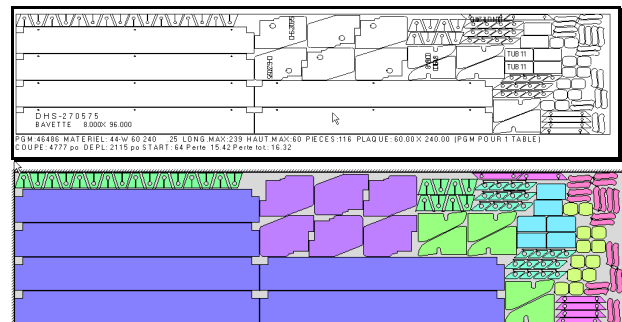 TUB 11
TUB 11
DHS-270575
BAVETTE 8.000X 96.000
PGM:46486 MATERIEL:44-W 60 240 .25 LONG.MAX:239 HAUT.MAX:60 PIECES:116 PLAQUE:60.00X 240.00 (PGM POUR 1 TABLE)
COUPE: 4777 po DEPL: 2115 po START: 64 Perte 15.42 Perte tot.: 16.32